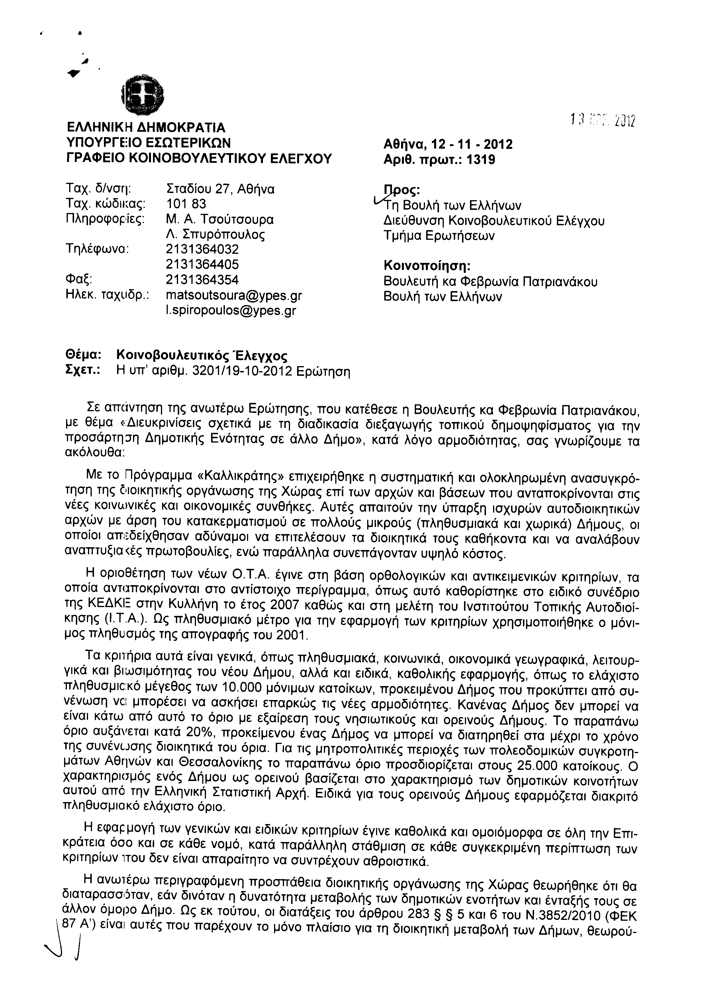 13 ΝΟΕ. 2012
ΕΛΛΗΝΙΚΗ ΔΗΜΟΚΡΑΤΙΑ
ΥΠΟΥΡΓΕΙΟ ΕΣΩΤΕΡΙΚΩΝ
ΓΡΑΦΕΙΟ ΚΟΙΝΟΒΟΥΛΕΥΤΙΚΟΥ ΕΛΕΓΧΟΥ
Αθήνα, 12 - 11 - 2012
Αριθ. πρωτ.: 1319
Ταχ. δ/νση: Σταδίου 27, Αθήνα
Ταχ. κώδικας: 101 83
Πληροφορίες: Μ. Α. Τσούτσουρα
Λ. Σπυρόπουλος
Τηλέφωνα: 2131364032
2131364405
Φαξ: 2131364354
Ηλεκ. ταχυδρ.: matsoutsoura@ypes.gr
l.spiropoulos@ypes.gr
Προς:
Τη Βουλή των Ελλήνων
Διεύθυνση Κοινοβουλευτικού Ελέγχου
Τμήμα Ερωτήσεων
Κοινοποίηση:
Βουλευτή κα Φεβρωνία Πατριανάκου
Βουλή των Ελλήνων
Θέμα: Κοινοβουλευτικός Έλεγχος
Σχετ.: Η υπ’ αριθμ. 3201/19-10-2012 Ερώτηση
Σε απάντηση της ανωτέρω Ερώτησης, που κατέθεσε η Βουλευτής κα Φεβρωνία Πατριανάκου,
με θέμα «Διευκρινίσεις σχετικά με τη διαδικασία διεξαγωγής τοπικού δημοψηφίσματος για την
προσάρτηση Δημοτικής Ενότητας σε άλλο Δήμο», κατά λόγο αρμοδιότητας, σας γνωρίζουμε τα
ακόλουθα:
Με το Πρόγραμμα «Καλλικράτης» επιχειρήθηκε η συστηματική και ολοκληρωμένη ανασυγκρό-
τηση της διοικητικής οργάνωσης της Χώρας επί των αρχών και βάσεων που ανταποκρίνονται στις
νέες κοινωνικές και οικονομικές συνθήκες. Αυτές απαιτούν την ύπαρξη ισχυρών αυτοδιοικητικών
αρχών με άρση του κατακερματισμού σε πολλούς μικρούς (πληθυσμιακά και χωρικά) Δήμους, οι
οποίοι απεδείχθησαν αδύναμοι να επιτελέσουν τα διοικητικά τους καθήκοντα και να αναλάβουν
αναπτυξιακές πρωτοβουλίες, ενώ παράλληλα συνεπάγονταν υψηλό κόστος.
Η οριοθέτηση των νέων Ο.Τ.Α. έγινε στη βάση ορθολογικών και αντικειμενικών κριτηρίων, τα
οποία ανταποκρίνονται στο αντίστοιχο περίγραμμα, όπως αυτό καθορίστηκε στο ειδικό συνέδριο
της ΚΕΔΚΕ στην Κυλλήνη το έτος 2007 καθώς και στη μελέτη του Ινστιτούτου Τοπικής Αυτοδιοί-
κησης (Ι.Τ.Α.). Ως πληθυσμιακό μέτρο για την εφαρμογή των κριτηρίων χρησιμοποιήθηκε ο μόνι-
μος πληθυσμός της απογραφής του 2001.
Τα κριτήρια αυτά είναι γενικά, όπως πληθυσμιακά, κοινωνικά, οικονομικά γεωγραφικά, λειτουρ-
γικά και βιωσιμότητας του νέου Δήμου, αλλά και ειδικά, καθολικής εφαρμογής, όπως το ελάχιστο
πληθυσμιακό μέγεθος των 10.000 μόνιμων κατοίκων, προκειμένου Δήμος που προκύπτει από συ-
νένωση να μπορέσει να ασκήσει επαρκώς τις νέες αρμοδιότητες. Κανένας Δήμος δεν μπορεί να
είναι κάτω από αυτό το όριο με εξαίρεση τους νησιωτικούς και ορεινούς Δήμους. Το παραπάνω
όριο αυξάνεται κατά 20%, προκείμενου ένας Δήμος να μπορεί να διατηρηθεί στα μέχρι το χρόνο
της συνένωσης διοικητικά του όρια. Για τις μητροπολιτικές περιοχές των πολεοδομικών συγκροτη-
μάτων Αθηνών και Θεσσαλονίκης το παραπάνω όριο προσδιορίζεται στους 25.000 κατοίκους. Ο
χαρακτηρισμός ενός Δήμου ως ορεινού βασίζεται στο χαρακτηρισμό των δημοτικών κοινοτήτων
αυτού από την Ελληνική Στατιστική Αρχή. Ειδικά για τους ορεινούς Δήμους εφαρμόζεται διακριτό
πληθυσμιακό ελάχιστο όριο.
Η εφαρμογή των γενικών και ειδικών κριτηρίων έγινε καθολικά και ομοιόμορφα σε όλη την Επι-
κράτεια όσο και σε κάθε νομό, κατά παράλληλη στάθμιση σε κάθε συγκεκριμένη περίπτωση των
κριτηρίων που δεν είναι απαραίτητο να συντρέχουν αθροιστικά.
Η ανωτέρω περιγραφόμενη προσπάθεια διοικητικής οργάνωσης της Χώρας θεωρήθηκε ότι θα
διαταρασσόταν, εάν δινόταν η δυνατότητα μεταβολής των δημοτικών ενοτήτων και ένταξής τους σε
άλλον όμορο Δήμο. Ως εκ τούτου, οι διατάξεις του άρθρου 283 § § 5 και 6 του Ν.3852/2010 (ΦΕΚ
87 Α’) είναι αυτές που παρέχουν το μόνο πλαίσιο για τη διοικητική μεταβολή των Δήμων, θεωρού-